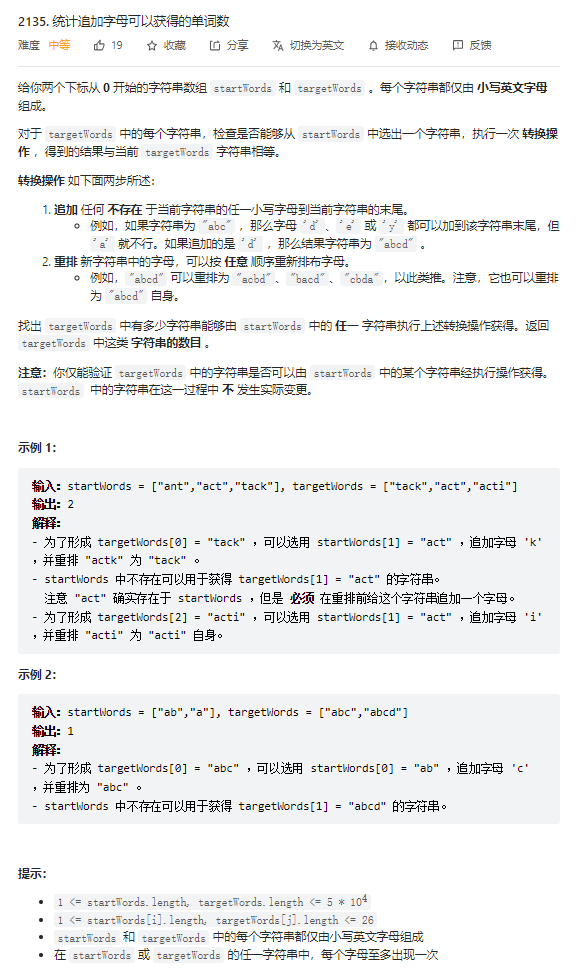 2135. 统计追加字母可以获得的单词数
难度 中等 19 收藏 分享 切换为英文 接收动态 反馈
给你两个下标从 0 开始的字符串数组 startWords 和 targetWords 。每个字符串都仅由 小写英文字母
组成。
对于 targetWords 中的每个字符串，检查是否能够从 startWords 中选出一个字符串，执行一次 转换操
作 ，得到的结果与当前 targetWords 字符串相等。
转换操作 如下面两步所述：
1. 追加 任何 不存在 于当前字符串的任一小写字母到当前字符串的末尾。
◦ 例如，如果字符串为 "abc" ，那么字母 'd' 、 'e' 或 'y' 都可以加到该字符串末尾，但
'a' 就不行。如果追加的是 'd' ，那么结果字符串为 "abcd" 。
2. 重排 新字符串中的字母，可以按 任意 顺序重新排布字母。
◦ 例如， "abcd" 可以重排为 "acbd" 、 "bacd" 、 "cbda" ，以此类推。注意，它也可以重排
为 "abcd" 自身。
找出 targetWords 中有多少字符串能够由 startWords 中的 任一 字符串执行上述转换操作获得。返回
targetWords 中这类 字符串的数目 。
注意：你仅能验证 targetWords 中的字符串是否可以由 startWords 中的某个字符串经执行操作获得。
startWords 中的字符串在这一过程中 不 发生实际变更。
示例 1：
输入：startWords = ["ant","act","tack"], targetWords = ["tack","act","acti"]
输出：2
解释：
- 为了形成 targetWords[0] = "tack" ，可以选用 startWords[1] = "act" ，追加字母 'k'
，并重排 "actk" 为 "tack" 。
- startWords 中不存在可以用于获得 targetWords[1] = "act" 的字符串。
注意 "act" 确实存在于 startWords ，但是 必须 在重排前给这个字符串追加一个字母。
- 为了形成 targetWords[2] = "acti" ，可以选用 startWords[1] = "act" ，追加字母 'i'
，并重排 "acti" 为 "acti" 自身。
示例 2：
输入：startWords = ["ab","a"], targetWords = ["abc","abcd"]
输出：1
解释：
- 为了形成 targetWords[0] = "abc" ，可以选用 startWords[0] = "ab" ，追加字母 'c'
，并重排为 "abc" 。
- startWords 中不存在可以用于获得 targetWords[1] = "abcd" 的字符串。
提示：
• 1 <= startWords.length, targetWords.length <= 5 * 10⁴
• 1 <= startWords[i].length, targetWords[j].length <= 26
• startWords 和 targetWords 中的每个字符串都仅由小写英文字母组成
• 在 startWords 或 targetWords 的任一字符串中，每个字母至多出现一次